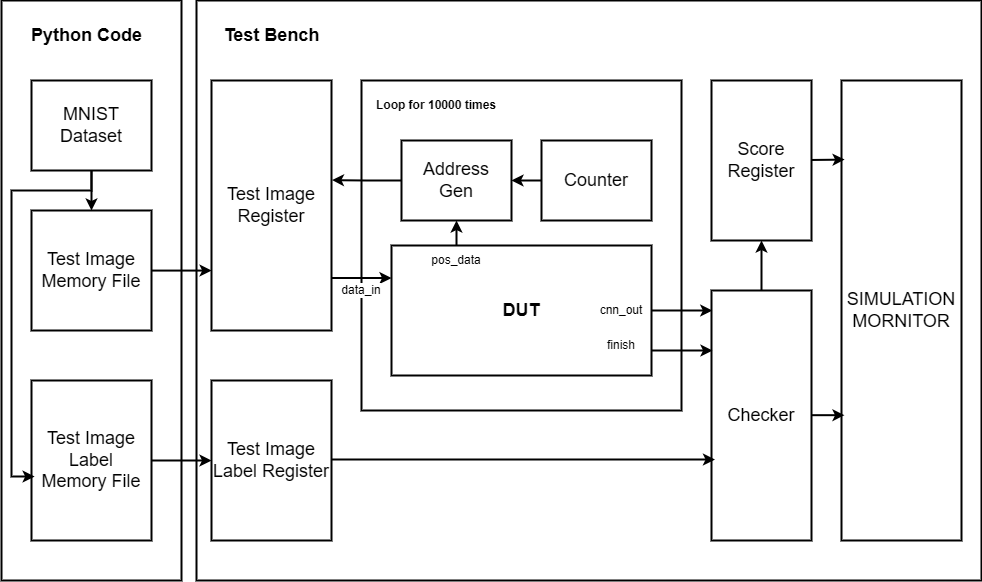 Python Code
MNIST
Dataset
Test Image
Memory File
Test Image
Label
Memory File
Test Bench
Test Image
Register
Test Image
Label Register
Loop for 10000 times
Address
Gen
Counter
pos_data
data_in
DUT
cnn_out
finish
Score
Register
Checker
SIMULATION
MORNITOR